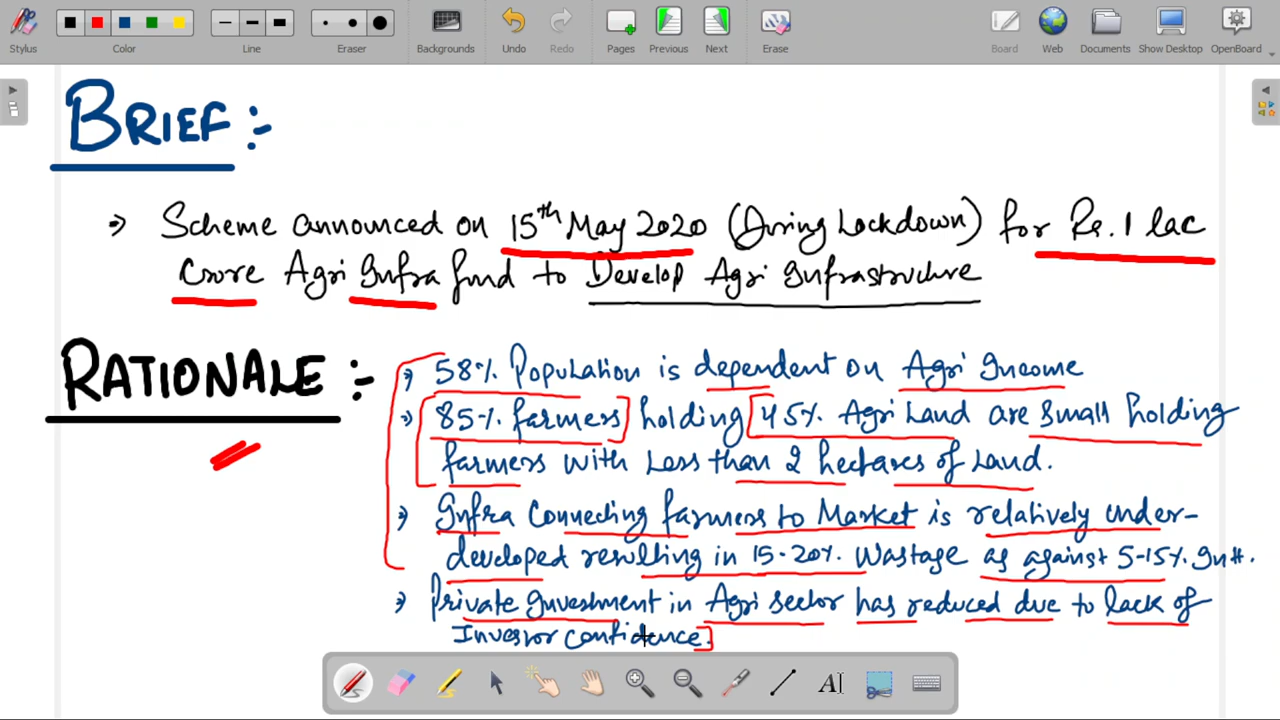 Stylus Color Line Eraser Backgrounds Undo Redo Pages Previous Next Erase Board Web Documents Show Desktop OpenBoard
BRIEF:-
Scheme announced on 15th May 2020 (During Lockdown) for Rs. 1 lac
Crore Agri Infra fund to Develop Agri Infrastructure
RATIONALE:-
58% Population is dependent on Agri Income
85% farmers holding 45% Agri Land are small holding
farmers with Less than 2 hectares of Land.
Infra Connecting farmers to Market is relatively under-
developed resulting in 15-20% Wastage as against 5-15% Int.
Private Investment in Agri sector has reduced due to lack of
Investor confidence.